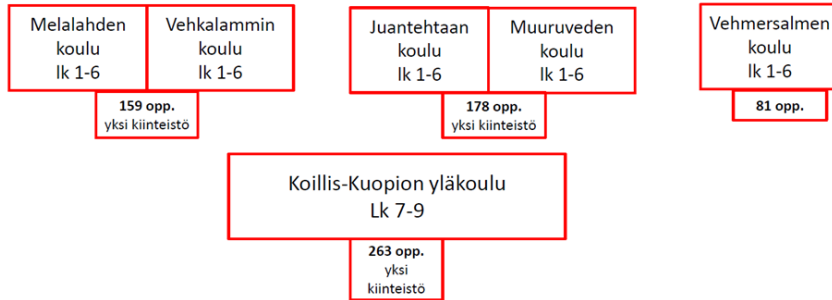 Melalahden
koulu
lk 1-6
Vehkalammin
koulu
lk 1-6
159 opp.
yksi kiinteistö
Juantehtaan
koulu
lk 1-6
Muuruveden
koulu
lk 1-6
178 opp.
yksi kiinteistö
Vehmersalmen
koulu
lk 1-6
81 opp.
Koillis-Kuopion yläkoulu
Lk 7-9
263 opp.
yksi
kiinteistö